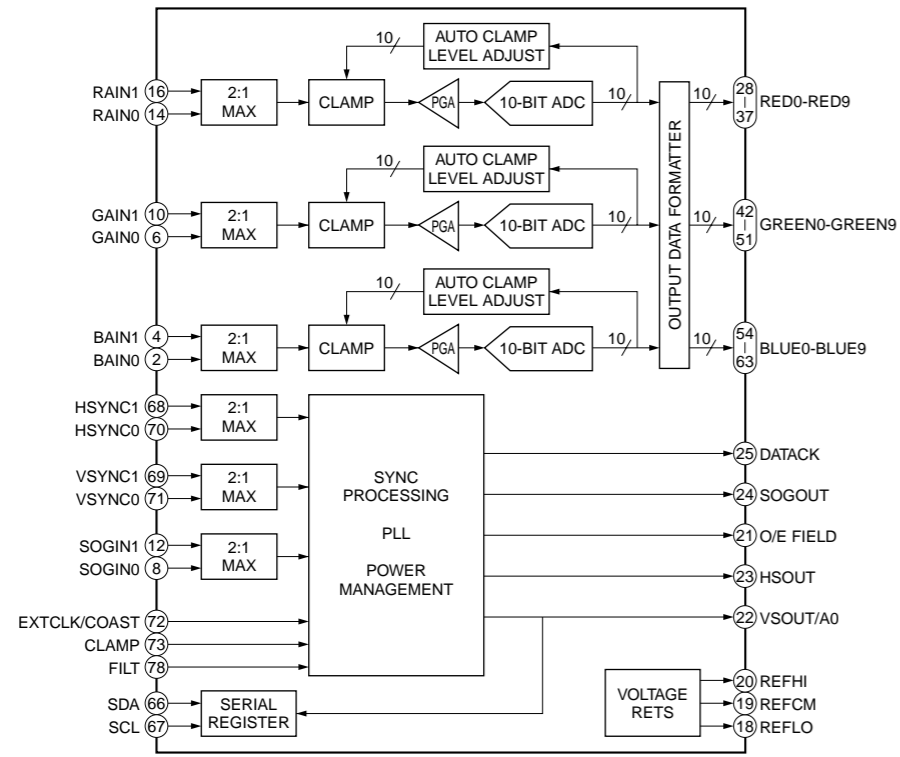 10
AUTO CLAMP
LEVEL ADJUST
RAIN1 16
RAIN0 14
2:1
MAX
CLAMP
PGA
10-BIT ADC
10
10
28
37
RED0-RED9
10
AUTO CLAMP
LEVEL ADJUST
GAIN1 10
GAIN0 6
2:1
MAX
CLAMP
PGA
10-BIT ADC
10
10
42
51
GREEN0-GREEN9
OUTPUT DATA FORMATTER
10
AUTO CLAMP
LEVEL ADJUST
BAIN1 4
BAIN0 2
2:1
MAX
CLAMP
PGA
10-BIT ADC
10
10
54
63
BLUE0-BLUE9
HSYNC1 68
HSYNC0 70
2:1
MAX
VSYNC1 69
VSYNC0 71
2:1
MAX
SOGIN1 12
SOGIN0 8
2:1
MAX
EXTCLK/COAST 72
CLAMP 73
FILT 78
SYNC
PROCESSING
PLL
POWER
MANAGEMENT
25 DATACK
24 SOGOUT
21 O/E FIELD
23 HSOUT
22 VSOUT/A0
SDA 66
SCL 67
SERIAL
REGISTER
VOLTAGE
RETS
20 REFHI
19 REFCM
18 REFLO